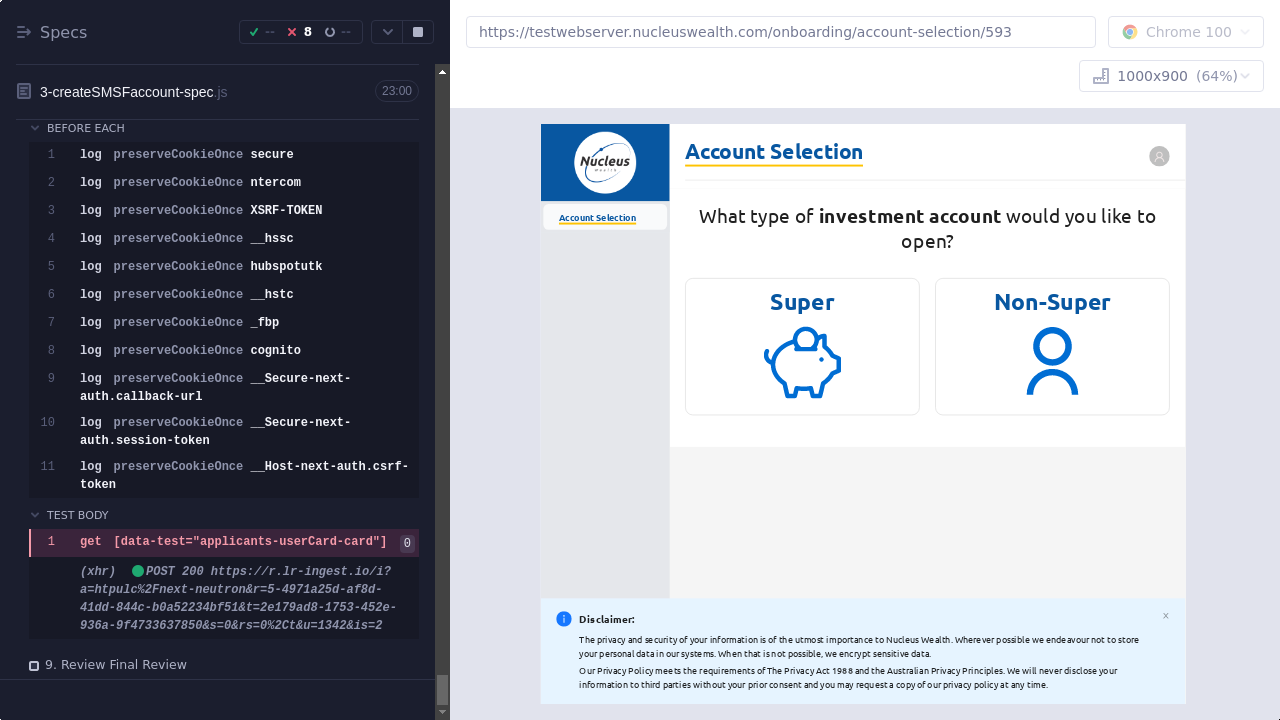 Specs
-- 8 --
3-createSMSFaccount-spec.js 23:00
BEFORE EACH
1 log preserveCookieOnce secure
2 log preserveCookieOnce ntercom
3 log preserveCookieOnce XSRF-TOKEN
4 log preserveCookieOnce __hssc
5 log preserveCookieOnce hubspotutk
6 log preserveCookieOnce __hstc
7 log preserveCookieOnce _fbp
8 log preserveCookieOnce cognito
9 log preserveCookieOnce __Secure-next-
auth.callback-url
10 log preserveCookieOnce __Secure-next-
auth.session-token
11 log preserveCookieOnce __Host-next-auth.csrf-
token
TEST BODY
1 get [data-test="applicants-userCard-card"] 0
(xhr) POST 200 https://r.lr-ingest.io/i?
a=htpulc%2Fnext-neutron&r=5-4971a25d-af8d-
41dd-844c-b0a52234bf51&t=2e179ad8-1753-452e-
936a-9f4733637850&s=0&rs=0%2Ct&u=1342&is=2
9. Review Final Review
https://testwebserver.nucleuswealth.com/onboarding/account-selection/593
Chrome 100
1000x900 (64%)
Nucleus
Wealth
Account Selection
Account Selection
What type of investment account would you like to
open?
Super
Non-Super
Disclaimer:
The privacy and security of your information is of the utmost importance to Nucleus Wealth. Wherever possible we endeavour not to store
your personal data in our systems. When that is not possible, we encrypt sensitive data.
Our Privacy Policy meets the requirements of The Privacy Act 1988 and the Australian Privacy Principles. We will never disclose your
information to third parties without your prior consent and you may request a copy of our privacy policy at any time.